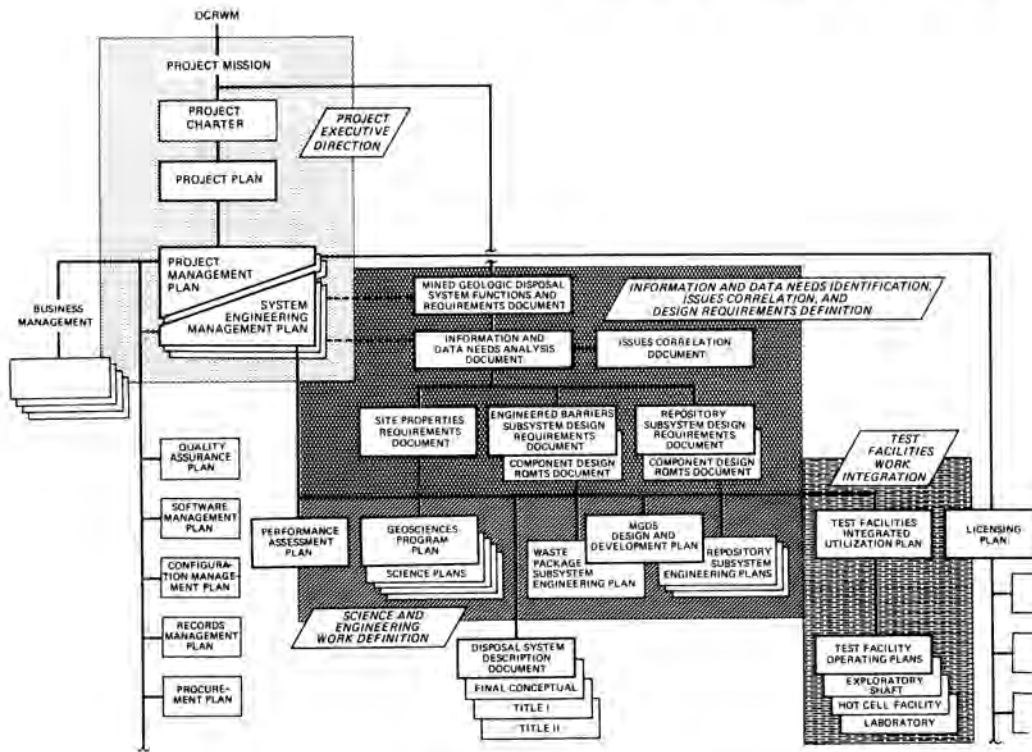 OCRWM
PROJECT MISSION
PROJECT
CHARTER
PROJECT
EXECUTIVE
DIRECTION
PROJECT PLAN
PROJECT
MANAGEMENT
PLAN
SYSTEM
ENGINEERING
MANAGEMENT PLAN
BUSINESS
MANAGEMENT
MINED GEOLOGIC DISPOSAL
SYSTEM FUNCTIONS AND
REQUIREMENTS DOCUMENT
INFORMATION AND DATA NEEDS IDENTIFICATION,
ISSUES CORRELATION, AND
DESIGN REQUIREMENTS DEFINITION
INFORMATION AND
DATA NEEDS ANALYSIS
DOCUMENT
ISSUES CORRELATION
DOCUMENT
SITE PROPERTIES
REQUIREMENTS
DOCUMENT
ENGINEERED BARRIERS
SUBSYSTEM DESIGN
REQUIREMENTS
DOCUMENT
COMPONENT DESIGN
RQMTS DOCUMENT
REPOSITORY
SUBSYSTEM DESIGN
REQUIREMENTS
DOCUMENT
COMPONENT DESIGN
RQMTS DOCUMENT
TEST
FACILITIES
WORK
INTEGRATION
QUALITY
ASSURANCE
PLAN
SOFTWARE
MANAGEMENT
PLAN
CONFIGURA-
TION MANAGE-
MENT PLAN
RECORDS
MANAGEMENT
PLAN
PROCURE-
MENT PLAN
PERFORMANCE
ASSESSMENT
PLAN
GEOSCIENCES
PROGRAM
PLAN
SCIENCE PLANS
WASTE
PACKAGE
SUBSYSTEM
ENGINEERING PLAN
MGDS
DESIGN AND
DEVELOPMENT PLAN
REPOSITORY
SUBSYSTEM
ENGINEERING PLANS
TEST FACILITIES
INTEGRATED
UTILIZATION PLAN
LICENSING
PLAN
SCIENCE AND
ENGINEERING
WORK DEFINITION
DISPOSAL SYSTEM
DESCRIPTION
DOCUMENT
FINAL CONCEPTUAL
TITLE I
TITLE II
TEST FACILITY
OPERATING PLANS
EXPLORATORY
SHAFT
HOT CELL FACILITY
LABORATORY